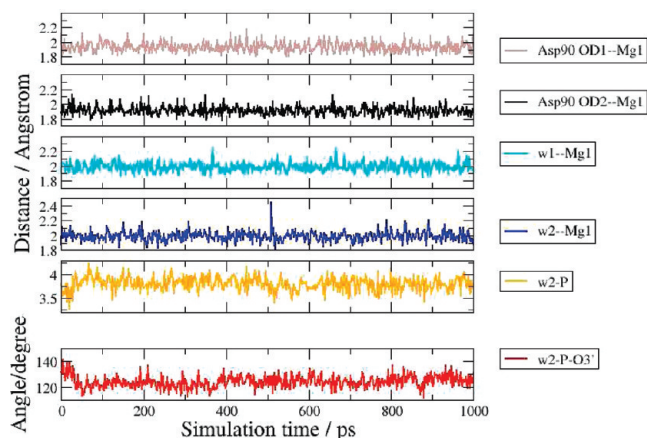 Distance / Angstrom
Angle/degree
2.2
2
1.8
Asp90 OD1--Mg1
2.2
2
1.8
Asp90 OD2--Mg1
2.2
2
1.8
w1--Mg1
2.4
2.2
2
1.8
w2--Mg1
4
3.5
w2-P
140
120
w2-P-O3'
0
200
400
600
800
1000
Simulation time / ps